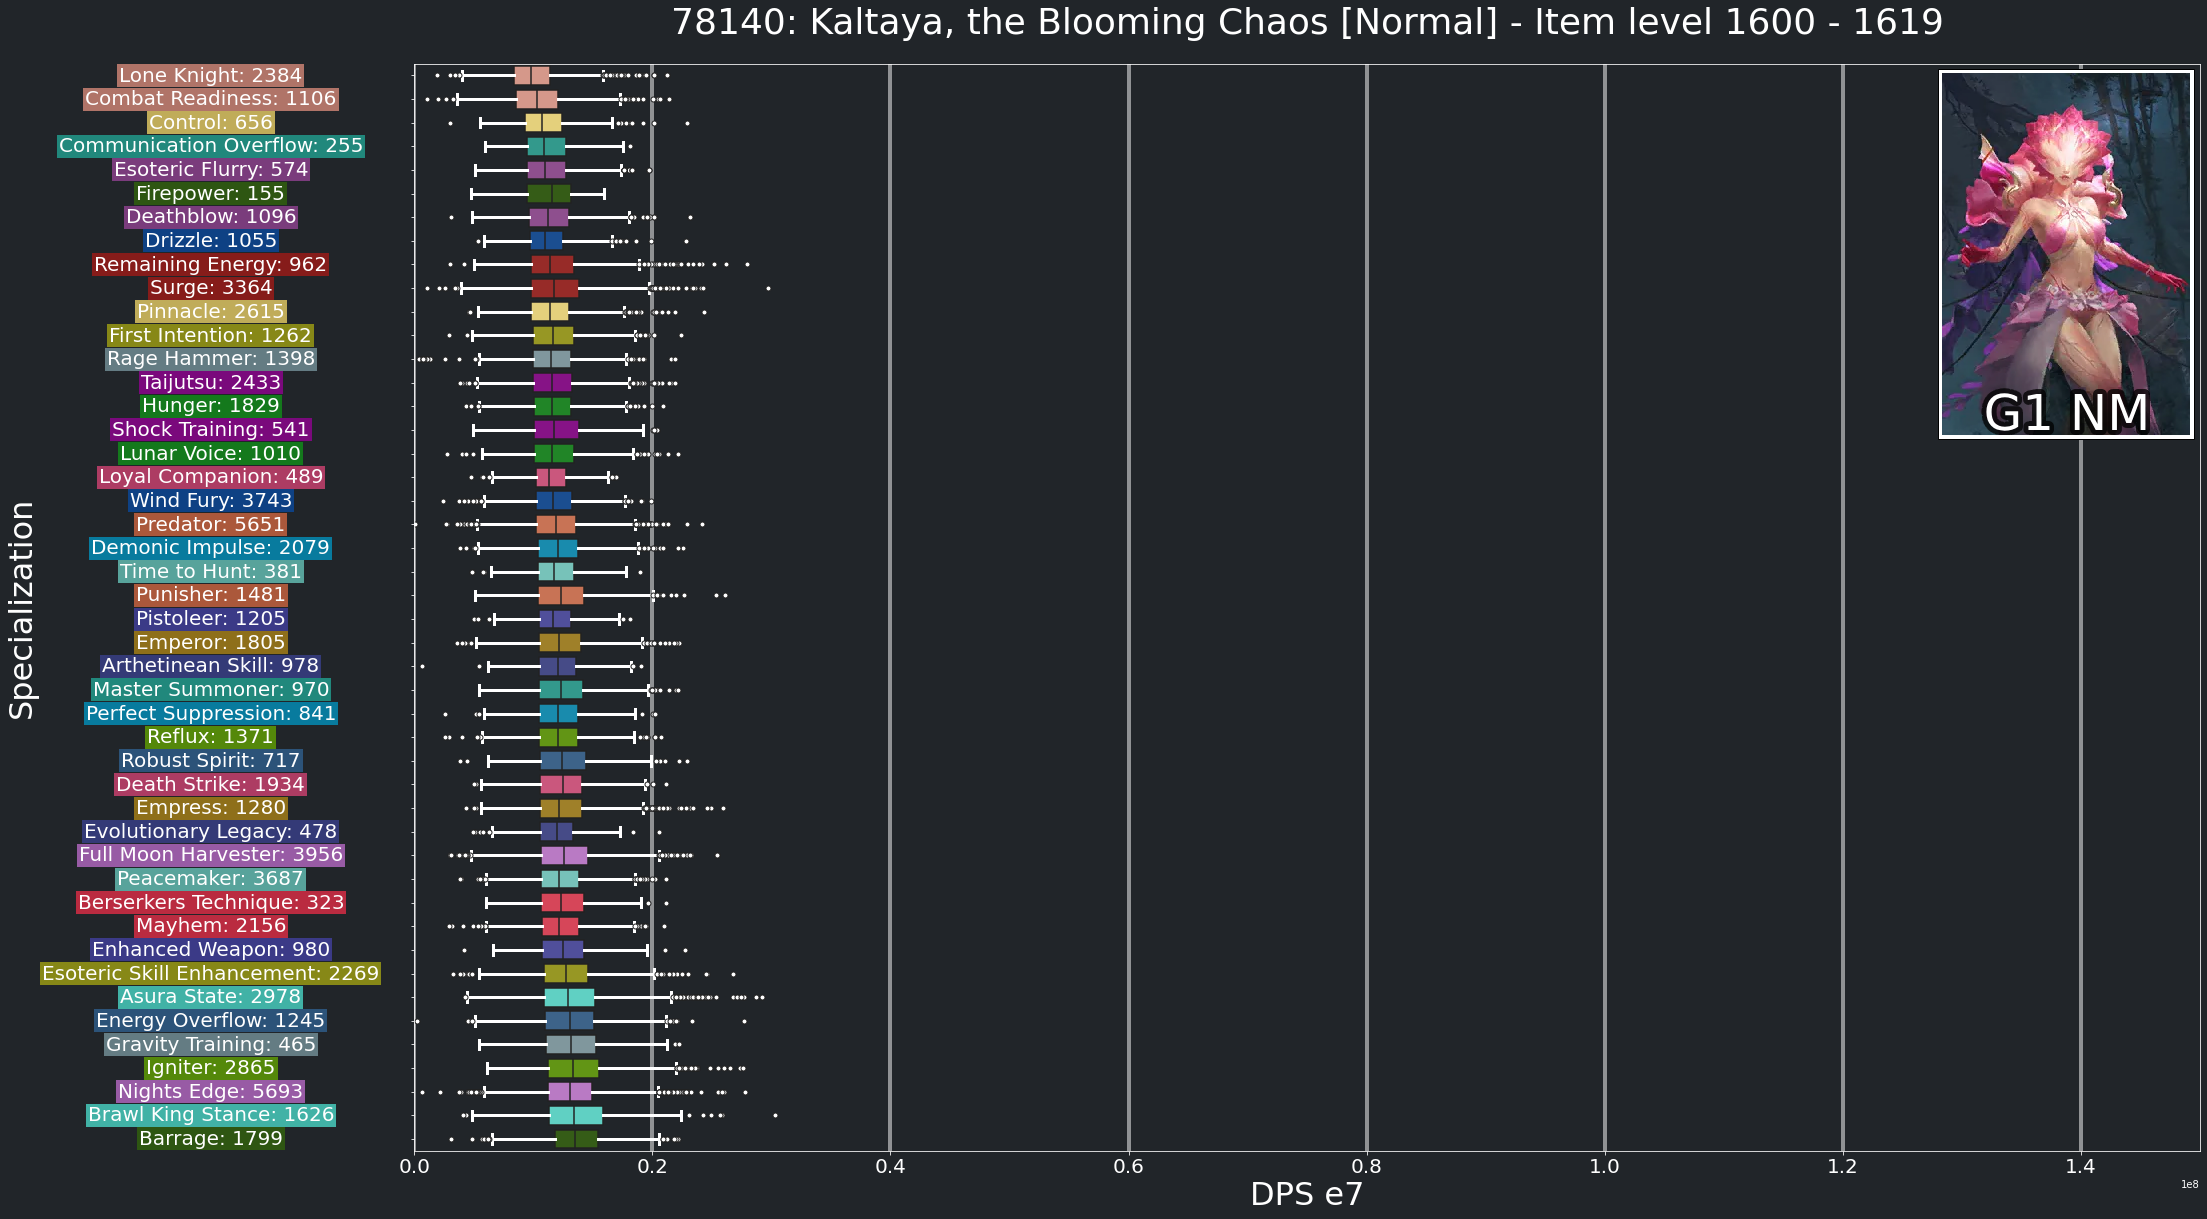 78140: Kaltaya, the Blooming Chaos [Normal] - Item level 1600 - 1619
Lone Knight: 2384
Combat Readiness: 1106
Control: 656
Communication Overflow: 255
Esoteric Flurry: 574
Firepower: 155
Deathblow: 1096
Drizzle: 1055
Remaining Energy: 962
Surge: 3364
Pinnacle: 2615
First Intention: 1262
Rage Hammer: 1398
Taijutsu: 2433
Hunger: 1829
Shock Training: 541
Lunar Voice: 1010
Loyal Companion: 489
Wind Fury: 3743
Predator: 5651
Demonic Impulse: 2079
Time to Hunt: 381
Punisher: 1481
Pistoleer: 1205
Emperor: 1805
Arthetinean Skill: 978
Master Summoner: 970
Perfect Suppression: 841
Reflux: 1371
Robust Spirit: 717
Death Strike: 1934
Empress: 1280
Evolutionary Legacy: 478
Full Moon Harvester: 3956
Peacemaker: 3687
Berserkers Technique: 323
Mayhem: 2156
Enhanced Weapon: 980
Esoteric Skill Enhancement: 2269
Asura State: 2978
Energy Overflow: 1245
Gravity Training: 465
Igniter: 2865
Nights Edge: 5693
Brawl King Stance: 1626
Barrage: 1799
Specialization
G1 NM
0.0 0.2 0.4 0.6 0.8 1.0 1.2 1.4
DPS e7
1e8